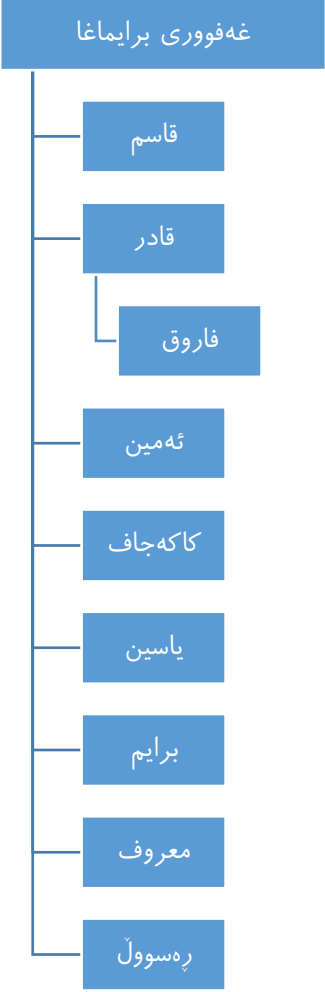 غەفووری برایماغا
قاسم
قادر
فاروق
ئەمین
کاکەجاف
یاسین
برایم
معروف
ڕەسووڵ